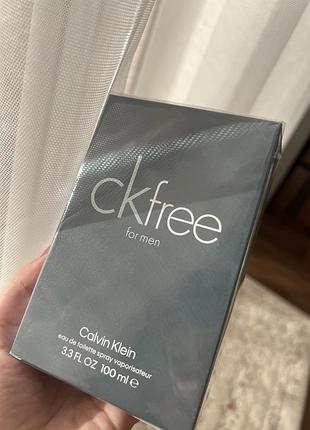 ckfree
for men
Calvin Klein
eau de toilette spray vaporisateur
3.3 FL OZ 100 ml ℮